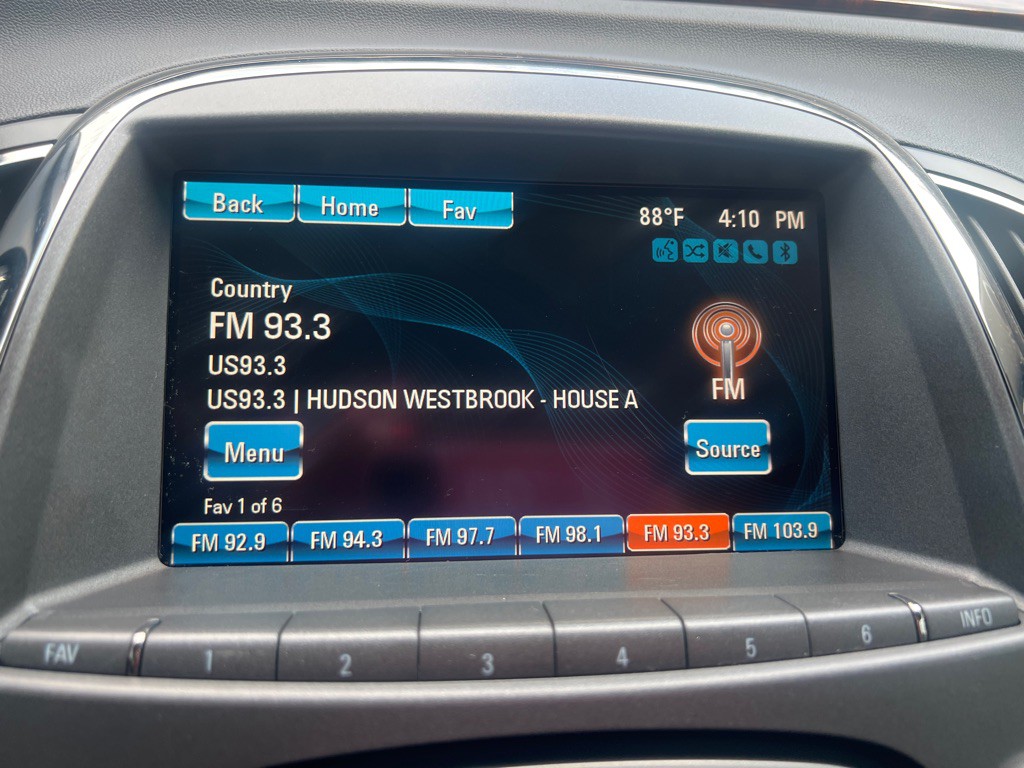 Back Home Fav
88°F 4:10 PM
Country
FM 93.3
US93.3
US93.3 | HUDSON WESTBROOK - HOUSE A
FM
Menu
Source
Fav 1 of 6
FM 92.9 FM 94.3 FM 97.7 FM 98.1 FM 93.3 FM 103.9
FAV 1 2 3 4 5 6 INFO